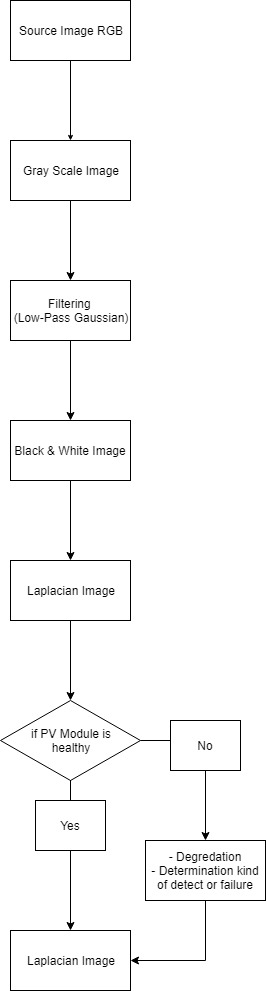 Source Image RGB
Gray Scale Image
Filtering
(Low-Pass Gaussian)
Black & White Image
Laplacian Image
if PV Module is
healthy
No
Yes
- Degredation
- Determination kind
of detect or failure
Laplacian Image